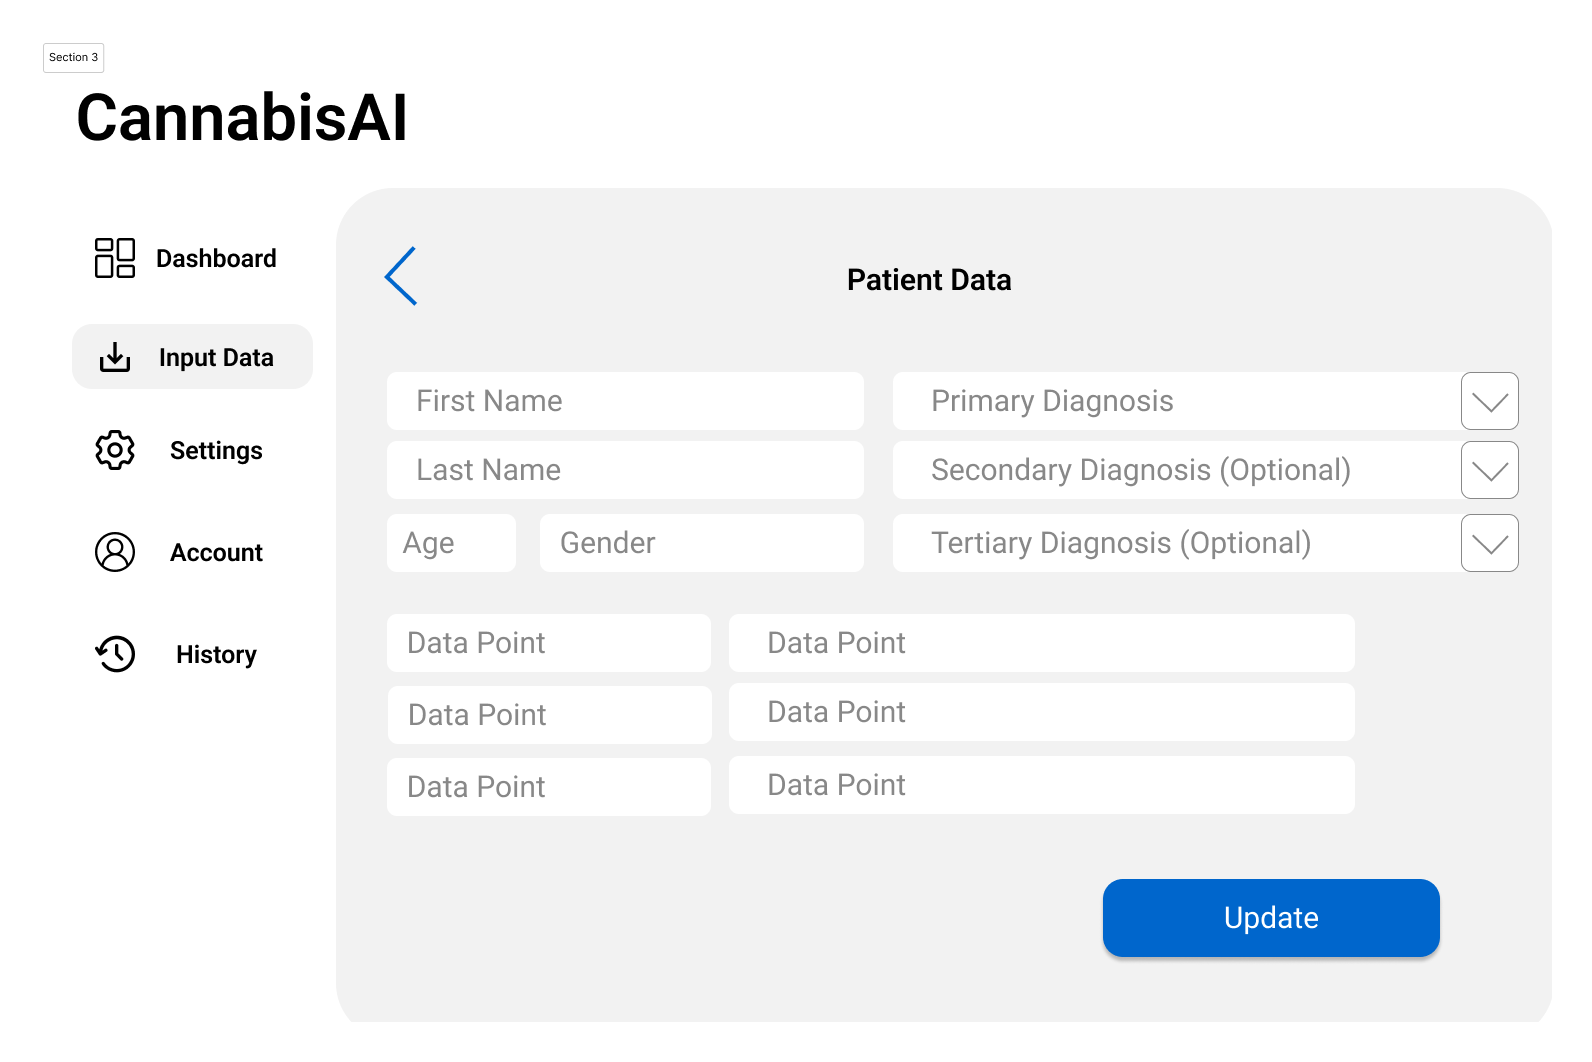 Section 3
CannabisAI
Dashboard
Input Data
Settings
Account
History
Patient Data
First Name
Primary Diagnosis
Last Name
Secondary Diagnosis (Optional)
Age
Gender
Tertiary Diagnosis (Optional)
Data Point
Data Point
Data Point
Data Point
Data Point
Data Point
Update